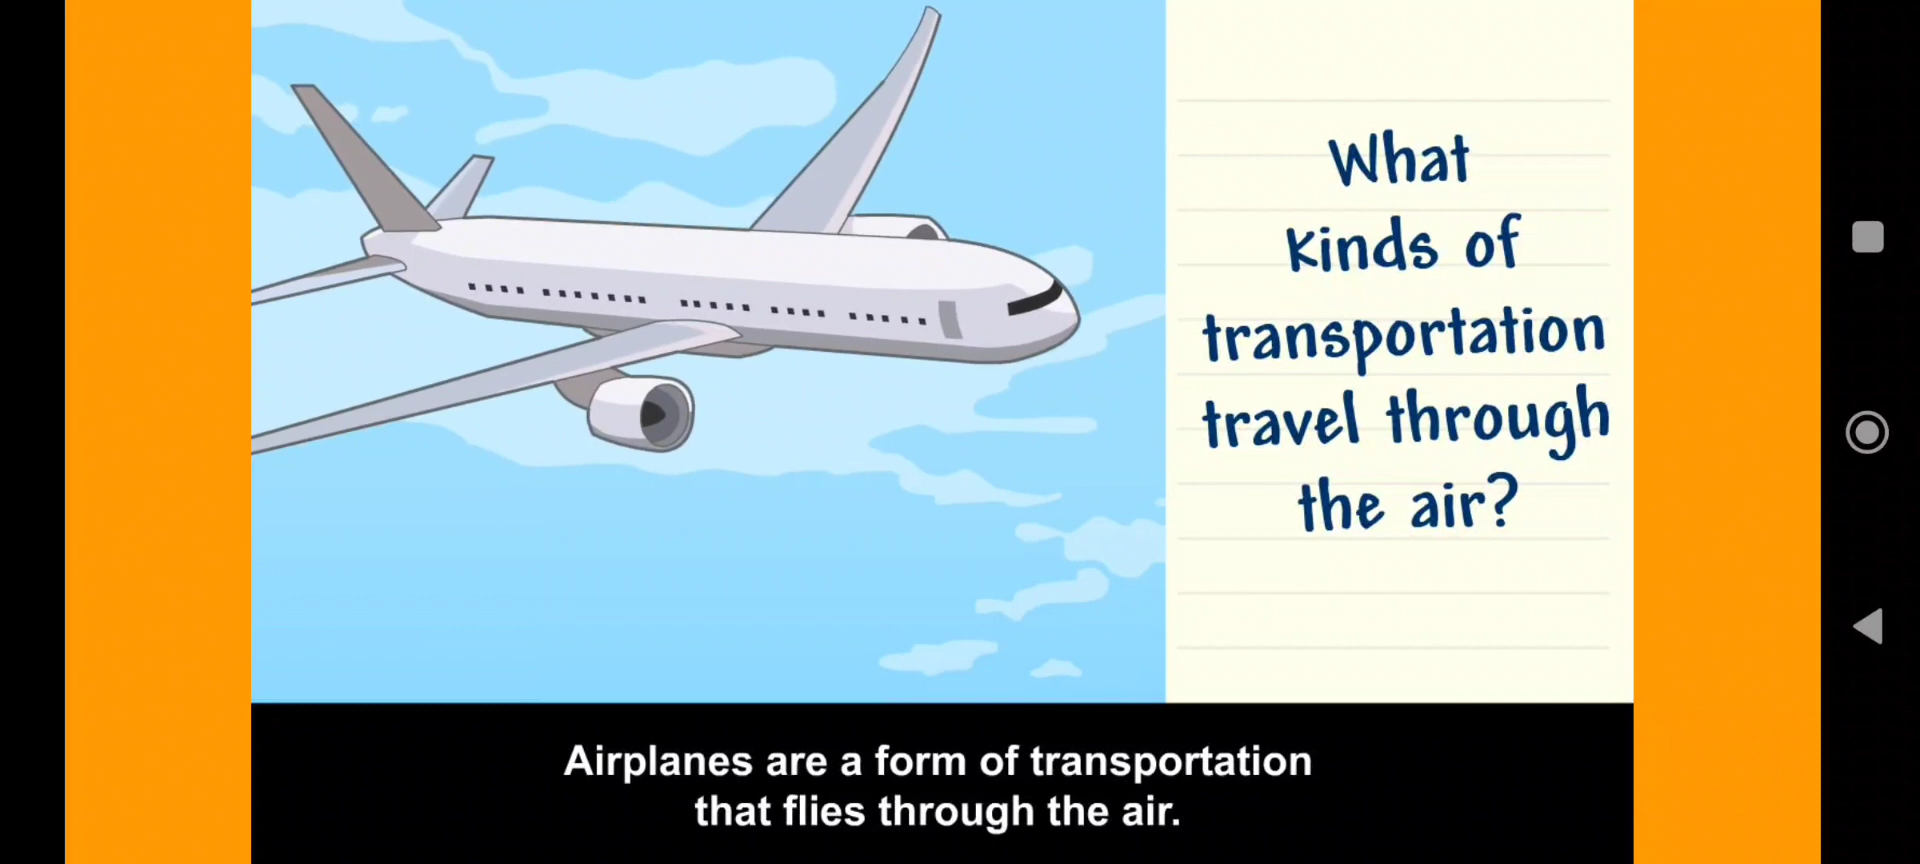 What
kinds of
transportation
travel through
the air?
Airplanes are a form of transportation
that flies through the air.